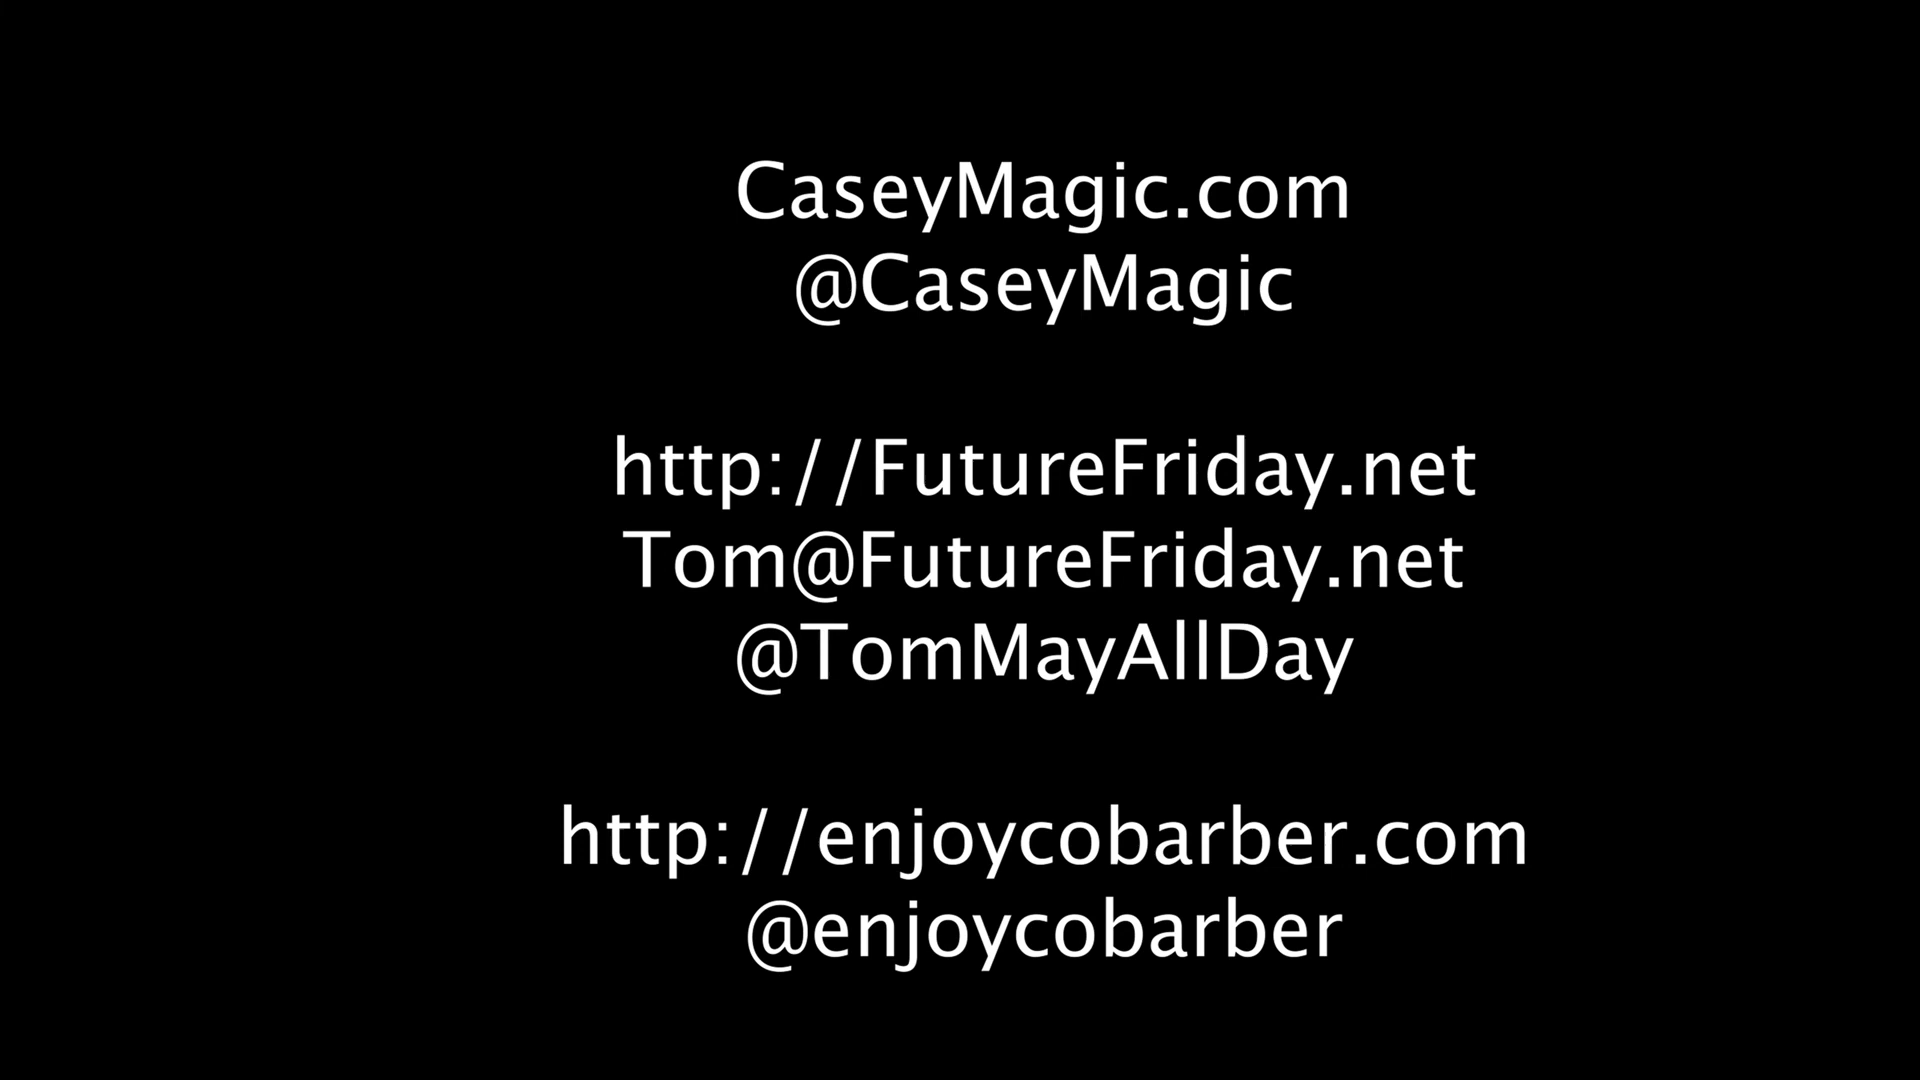 CaseyMagic.com
@CaseyMagic
http://FutureFriday.net
Tom@FutureFriday.net
@TomMayAllDay
http://enjoycobarber.com
@enjoycobarber